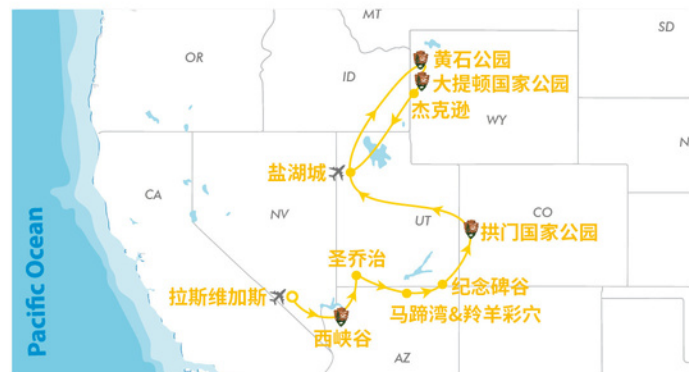 MT
SD
OR
黄石公园
ID
大提顿国家公园
杰克逊
WY
N
盐湖城
CA
NV
UT
CO
拱门国家公园
圣乔治
拉斯维加斯
纪念碑谷
马蹄湾&羚羊彩穴
西峡谷
AZ
Pacific Ocean